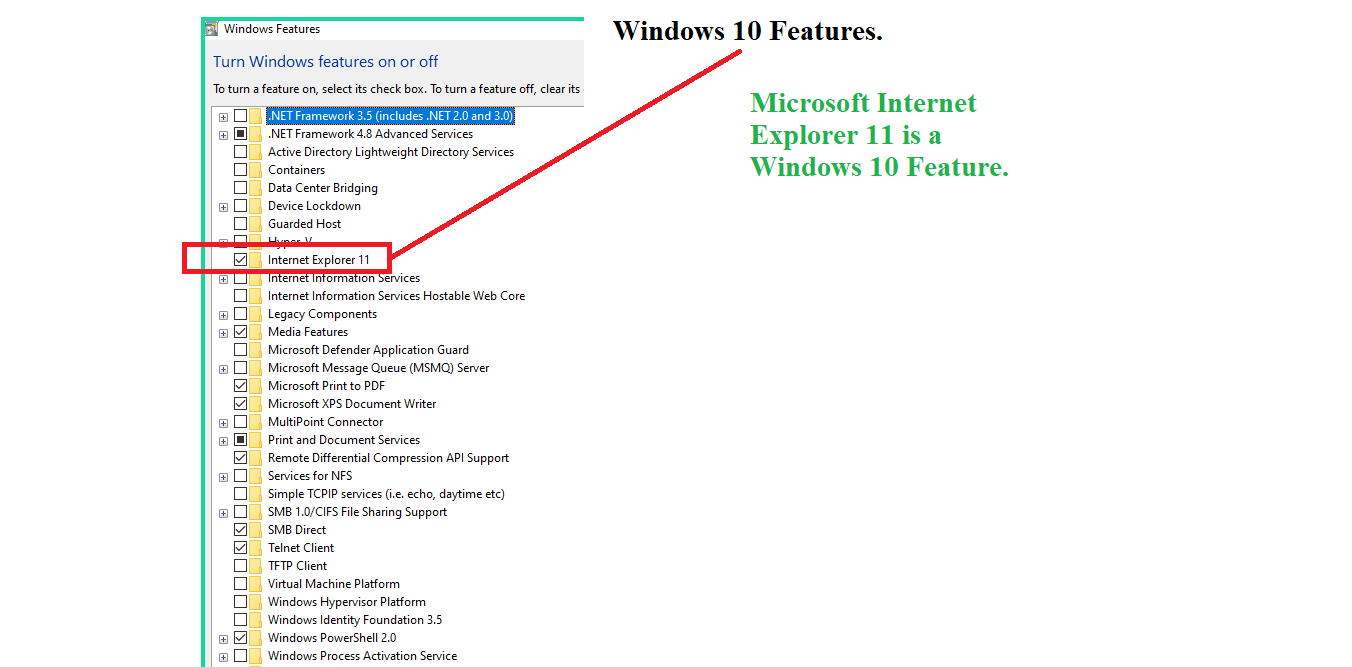 Windows Features
Windows 10 Features.
Turn Windows features on or off
To turn a feature on, select its check box. To turn a feature off, clear its
Microsoft Internet
Explorer 11 is a
Windows 10 Feature.
.NET Framework 3.5 (includes .NET 2.0 and 3.0)
.NET Framework 4.8 Advanced Services
Active Directory Lightweight Directory Services
Containers
Data Center Bridging
Device Lockdown
Guarded Host
Hyper-V
Internet Explorer 11
Internet Information Services
Internet Information Services Hostable Web Core
Legacy Components
Media Features
Microsoft Defender Application Guard
Microsoft Message Queue (MSMQ) Server
Microsoft Print to PDF
Microsoft XPS Document Writer
MultiPoint Connector
Print and Document Services
Remote Differential Compression API Support
Services for NFS
Simple TCPIP services (i.e. echo, daytime etc)
SMB 1.0/CIFS File Sharing Support
SMB Direct
Telnet Client
TFTP Client
Virtual Machine Platform
Windows Hypervisor Platform
Windows Identity Foundation 3.5
Windows PowerShell 2.0
Windows Process Activation Service